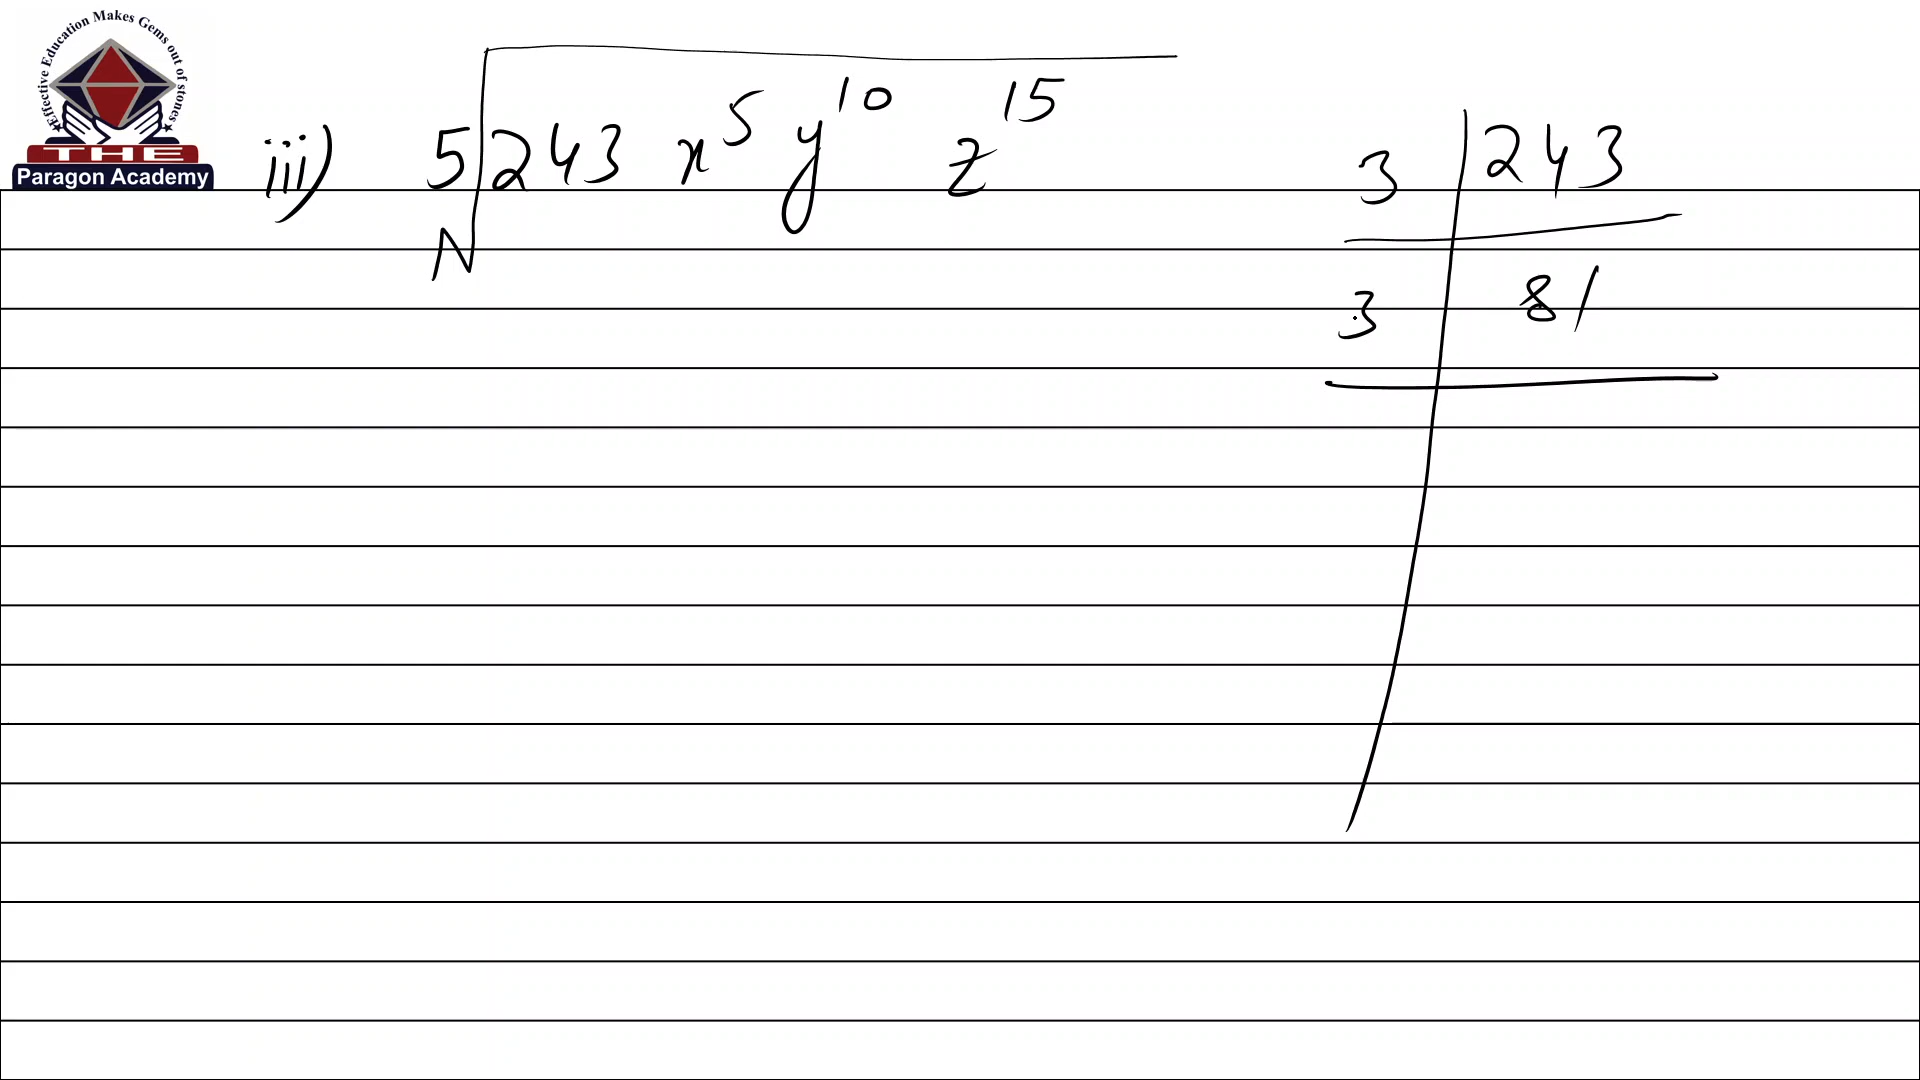 Effective Education Makes Gems out of stones
THE
Paragon Academy
iii) 5√243 x⁵ y¹⁰ z¹⁵
3 | 243
3 | 81